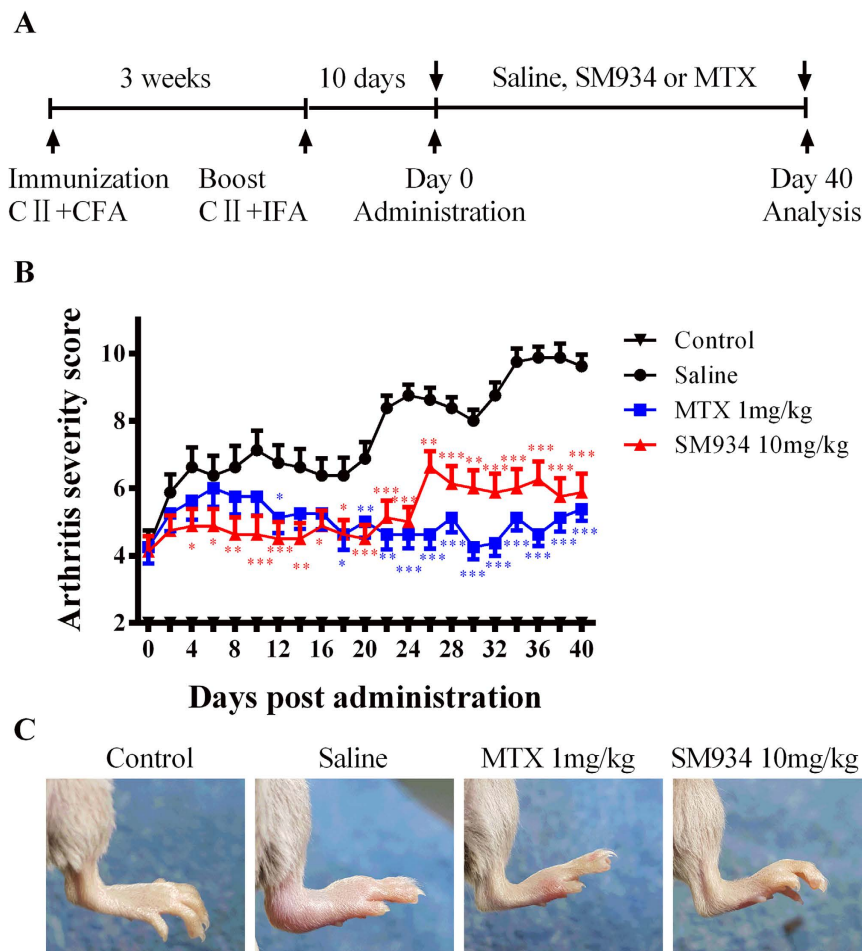 A
3 weeks
10 days
Saline, SM934 or MTX
Immunization
CⅡ+CFA
Boost
CⅡ+IFA
Day 0
Administration
Day 40
Analysis
B
Arthritis severity score
10
8
6
4
2
0 4 8 12 16 20 24 28 32 36 40
Days post administration
Control
Saline
MTX 1mg/kg
SM934 10mg/kg
* ** *** ** *** *** *** *** *** *** ***
* * ** *** *** ** * ***
* ** *** *** *** *** *** *** *** *** ***
C
Control
Saline
MTX 1mg/kg
SM934 10mg/kg